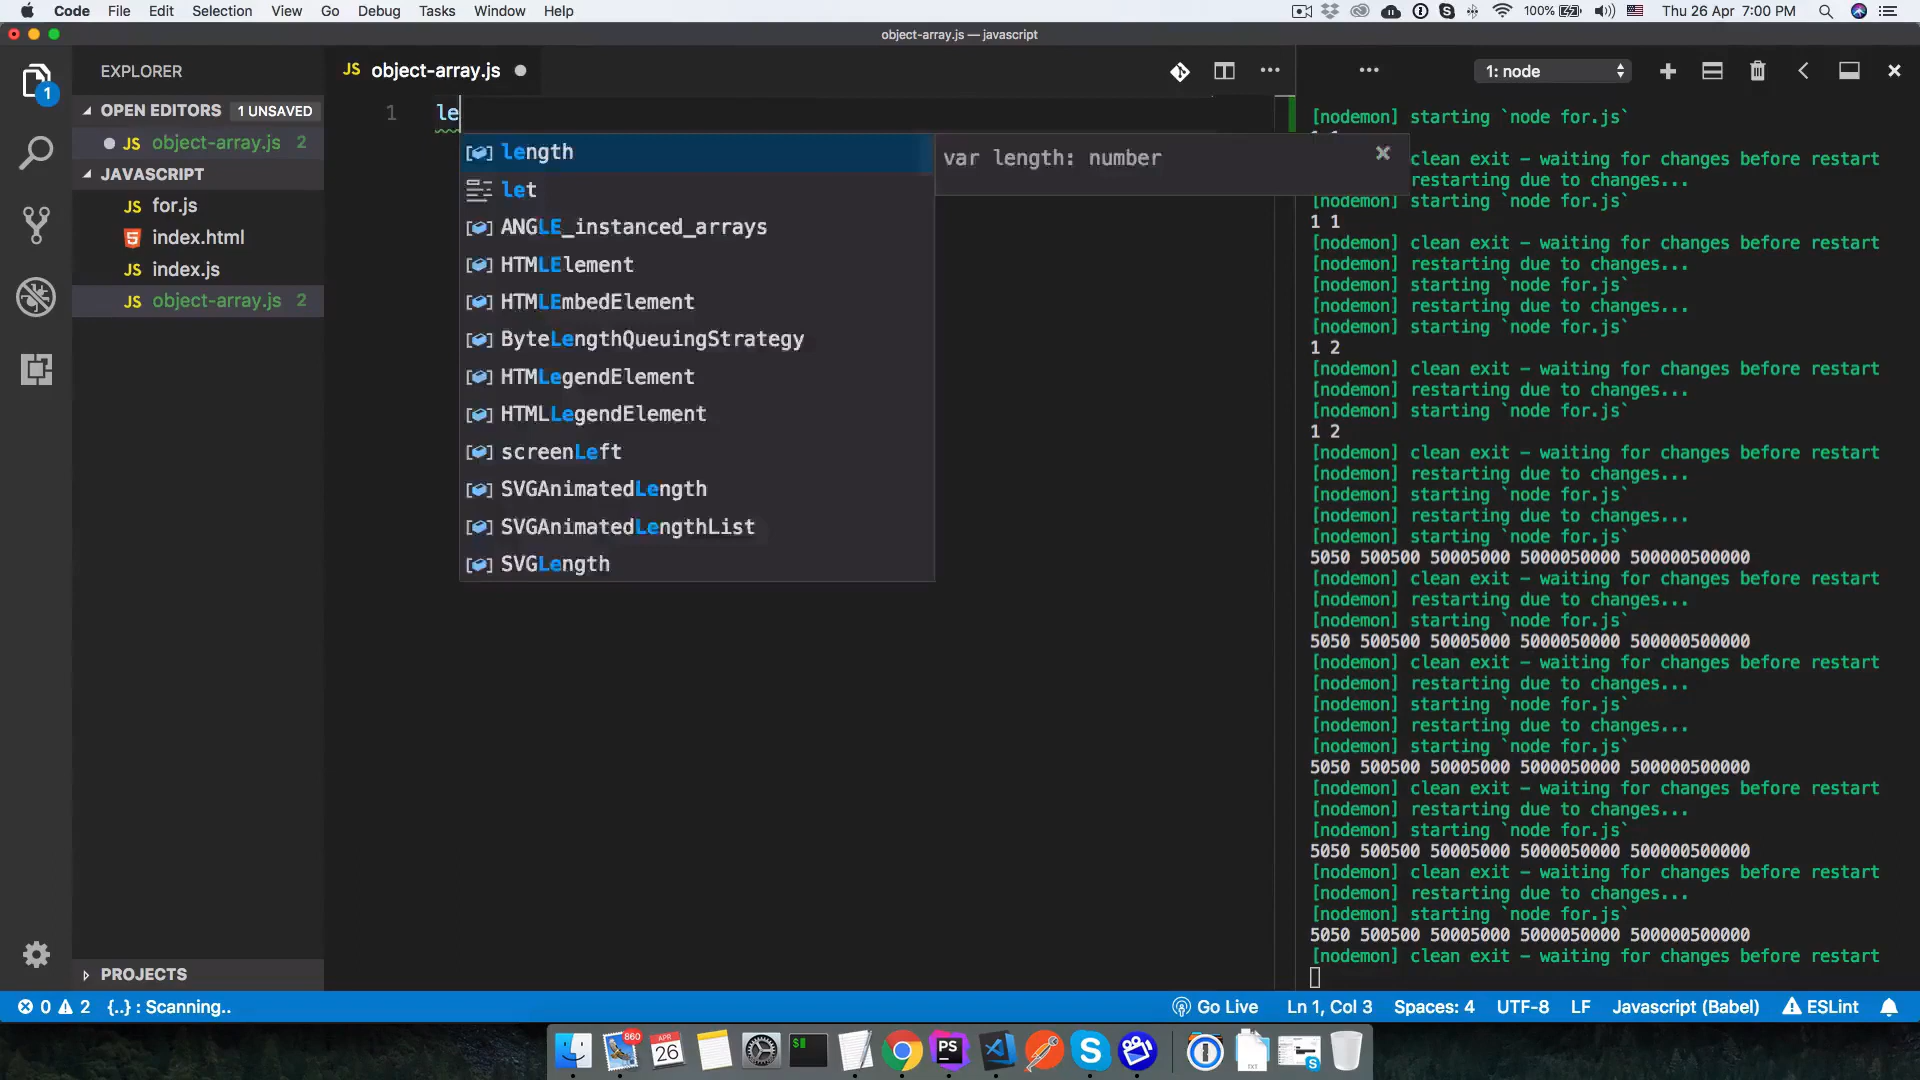 Code File Edit Selection View Go Debug Tasks Window Help
100% Thu 26 Apr 7:00 PM
object-array.js — javascript
EXPLORER
OPEN EDITORS 1 UNSAVED
JS object-array.js 2
JAVASCRIPT
JS for.js
index.html
JS index.js
JS object-array.js 2
PROJECTS
JS object-array.js
1 le
length
let
ANGLE_instanced_arrays
HTMLElement
HTMLEmbedElement
ByteLengthQueuingStrategy
HTMLegendElement
HTMLLegendElement
screenLeft
SVGAnimatedLength
SVGAnimatedLengthList
SVGLength
var length: number
1: node
[nodemon] starting `node for.js`
clean exit - waiting for changes before restart
restarting due to changes...
starting `node for.js`
1 1
[nodemon] clean exit - waiting for changes before restart
[nodemon] restarting due to changes...
[nodemon] starting `node for.js`
[nodemon] restarting due to changes...
[nodemon] starting `node for.js`
1 2
[nodemon] clean exit - waiting for changes before restart
[nodemon] restarting due to changes...
[nodemon] starting `node for.js`
1 2
[nodemon] clean exit - waiting for changes before restart
[nodemon] restarting due to changes...
[nodemon] starting `node for.js`
[nodemon] restarting due to changes...
[nodemon] starting `node for.js`
5050 500500 50005000 5000050000 500000500000
[nodemon] clean exit - waiting for changes before restart
[nodemon] restarting due to changes...
[nodemon] starting `node for.js`
5050 500500 50005000 5000050000 500000500000
[nodemon] clean exit - waiting for changes before restart
[nodemon] restarting due to changes...
[nodemon] starting `node for.js`
[nodemon] restarting due to changes...
[nodemon] starting `node for.js`
5050 500500 50005000 5000050000 500000500000
[nodemon] clean exit - waiting for changes before restart
[nodemon] restarting due to changes...
[nodemon] starting `node for.js`
5050 500500 50005000 5000050000 500000500000
[nodemon] clean exit - waiting for changes before restart
[nodemon] restarting due to changes...
[nodemon] starting `node for.js`
5050 500500 50005000 5000050000 500000500000
[nodemon] clean exit - waiting for changes before restart
0 2 {..} : Scanning.. Go Live Ln 1, Col 3 Spaces: 4 UTF-8 LF Javascript (Babel) ESLint
860
APR
26
PS
TXT